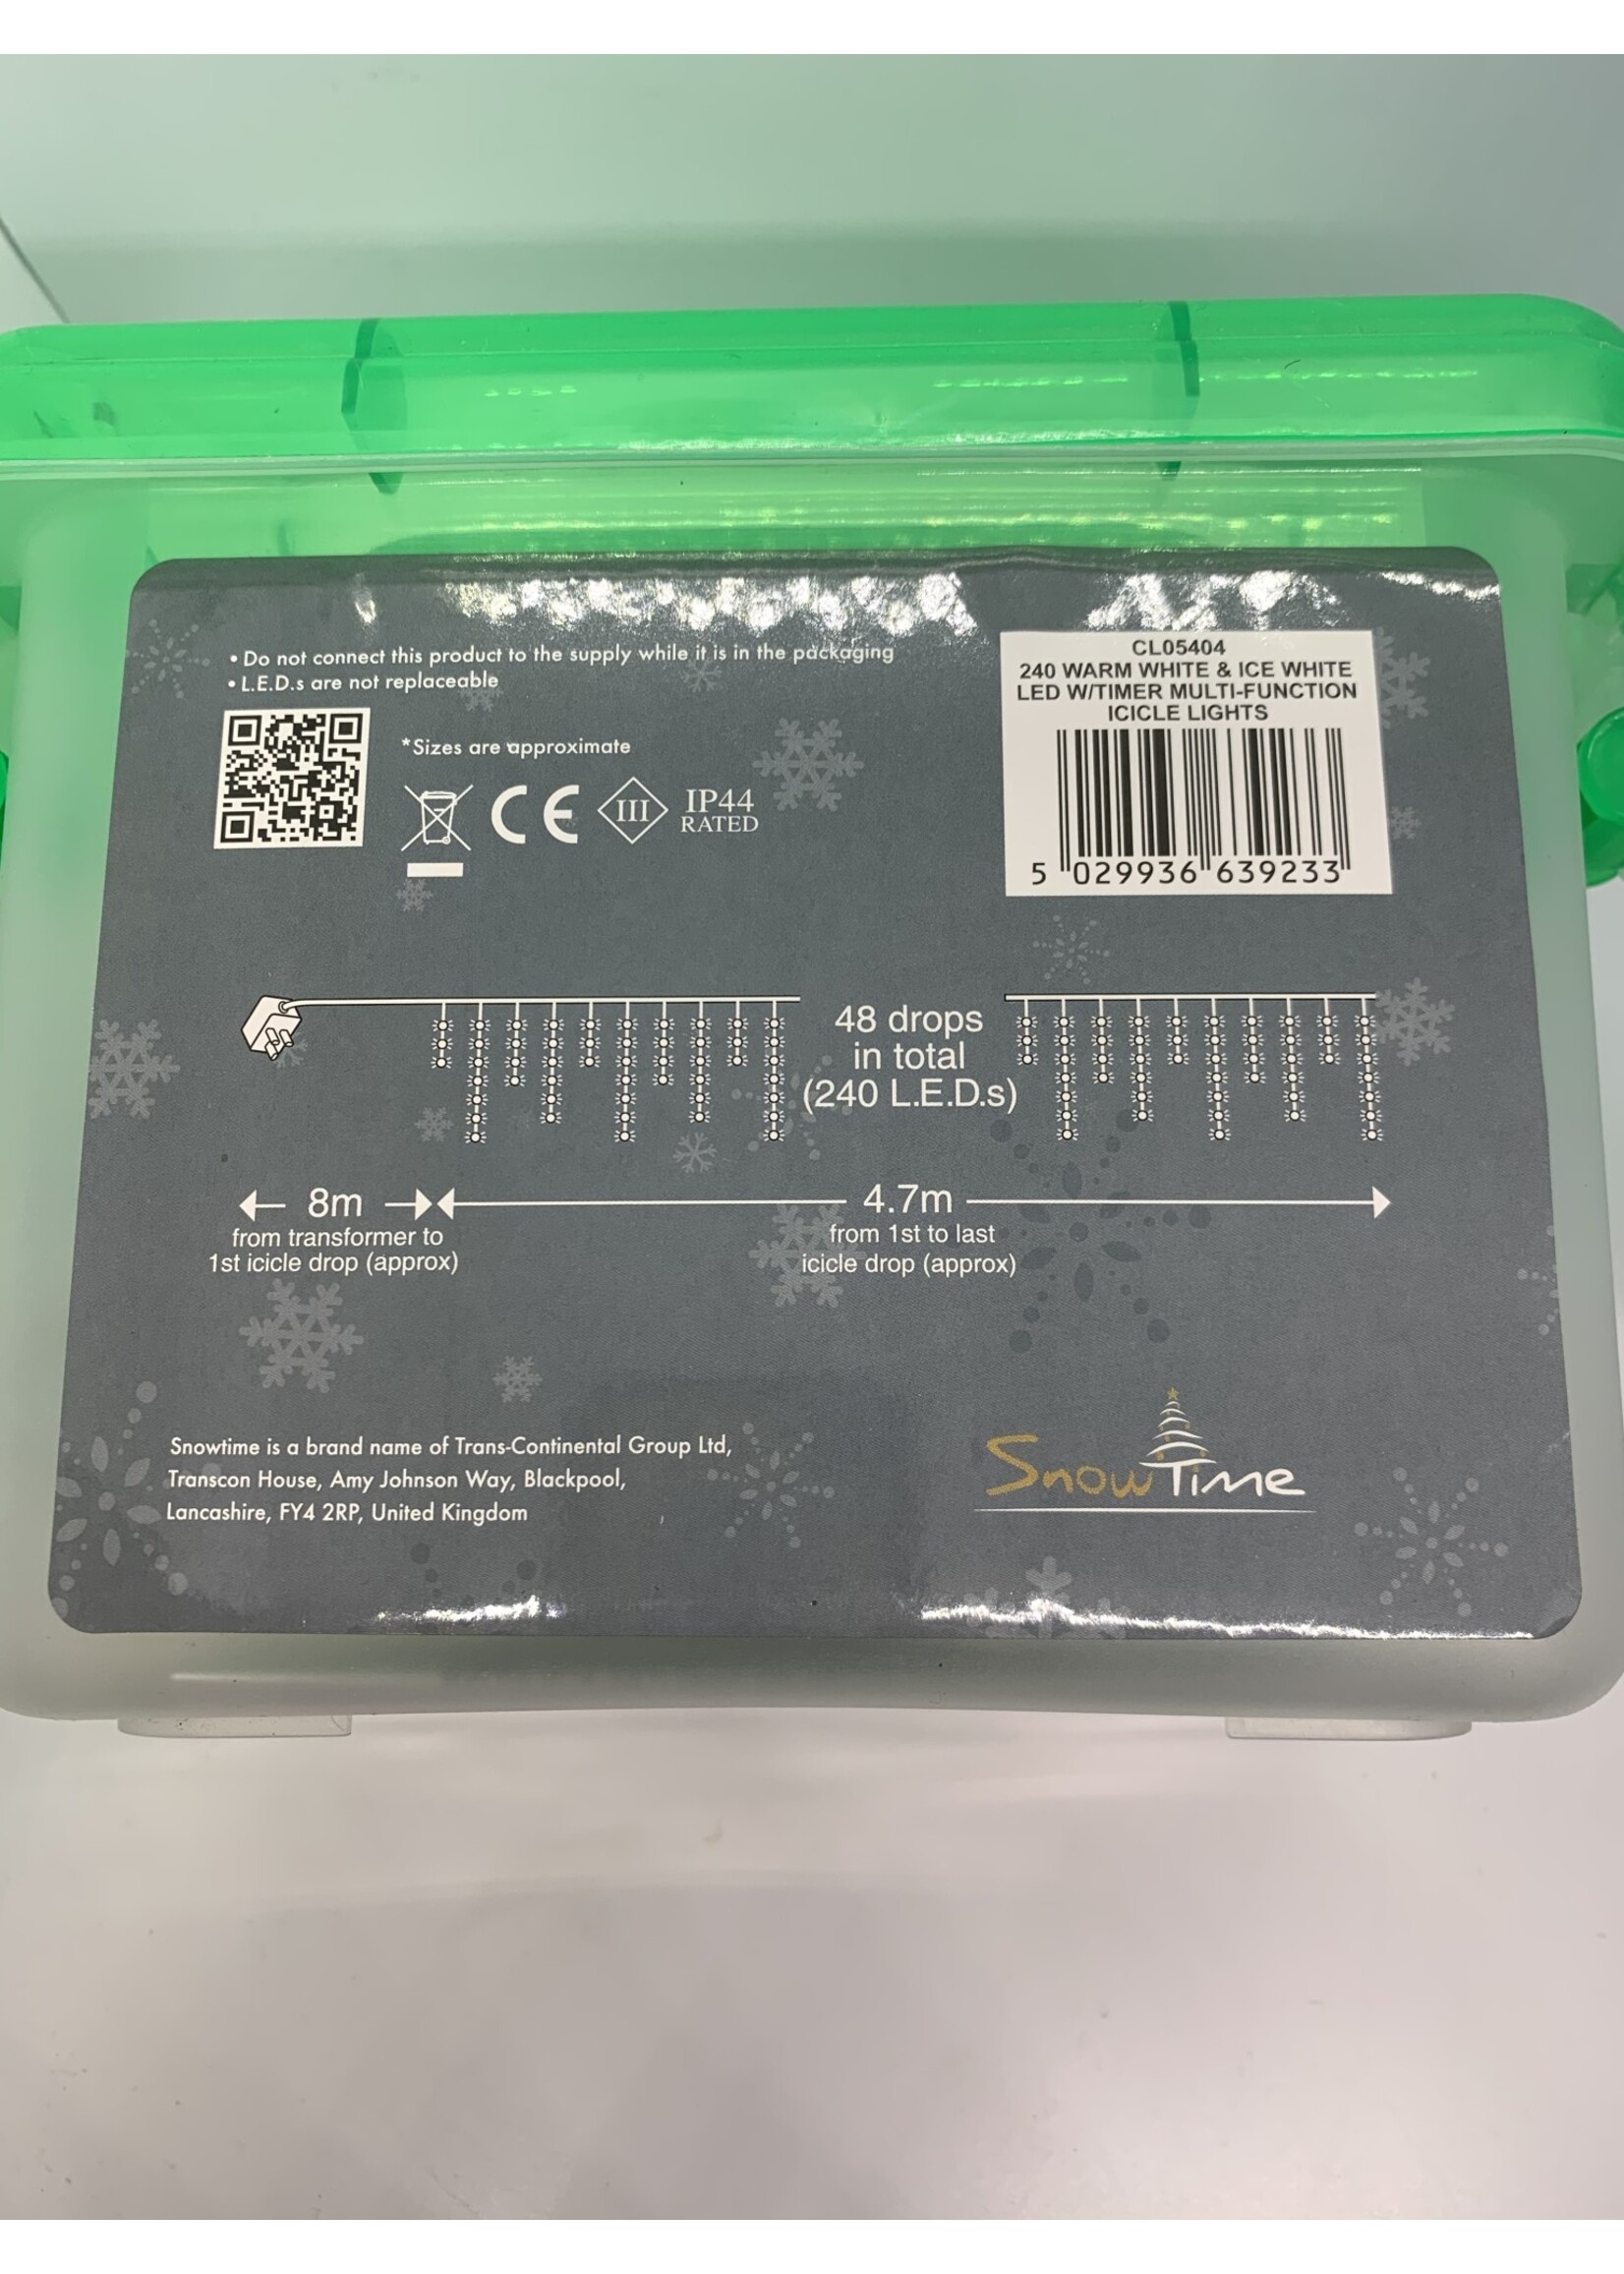 • Do not connect this product to the supply while it is in the packaging
• L.E.D.s are not replaceable
*Sizes are approximate
CE
III
IP44
RATED
CL05404
240 WARM WHITE & ICE WHITE
LED W/TIMER MULTI-FUNCTION
ICICLE LIGHTS
5 029936 639233
48 drops
in total
(240 L.E.D.s)
8m
from transformer to
1st icicle drop (approx)
4.7m
from 1st to last
icicle drop (approx)
Snowtime is a brand name of Trans-Continental Group Ltd,
Transcon House, Amy Johnson Way, Blackpool,
Lancashire, FY4 2RP, United Kingdom
SnowTime